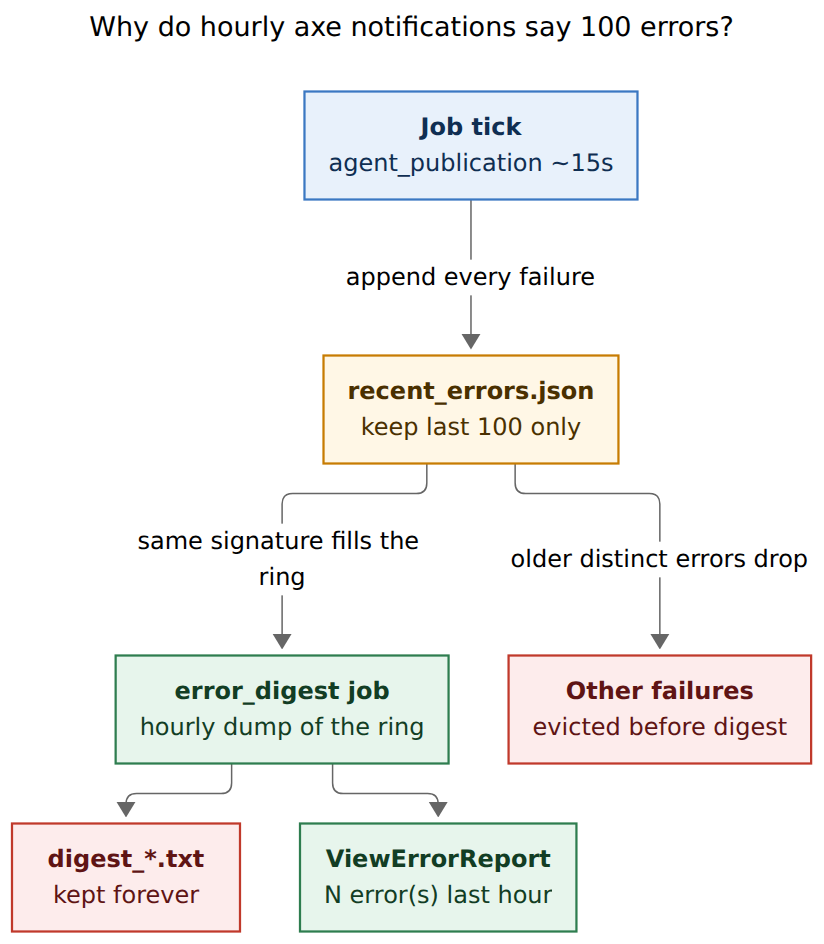 Why do hourly axe notifications say 100 errors?
Job tick
agent_publication ~15s
append every failure
recent_errors.json
keep last 100 only
same signature fills the
ring
older distinct errors drop
error_digest job
hourly dump of the ring
Other failures
evicted before digest
digest_*.txt
kept forever
ViewErrorReport
N error(s) last hour